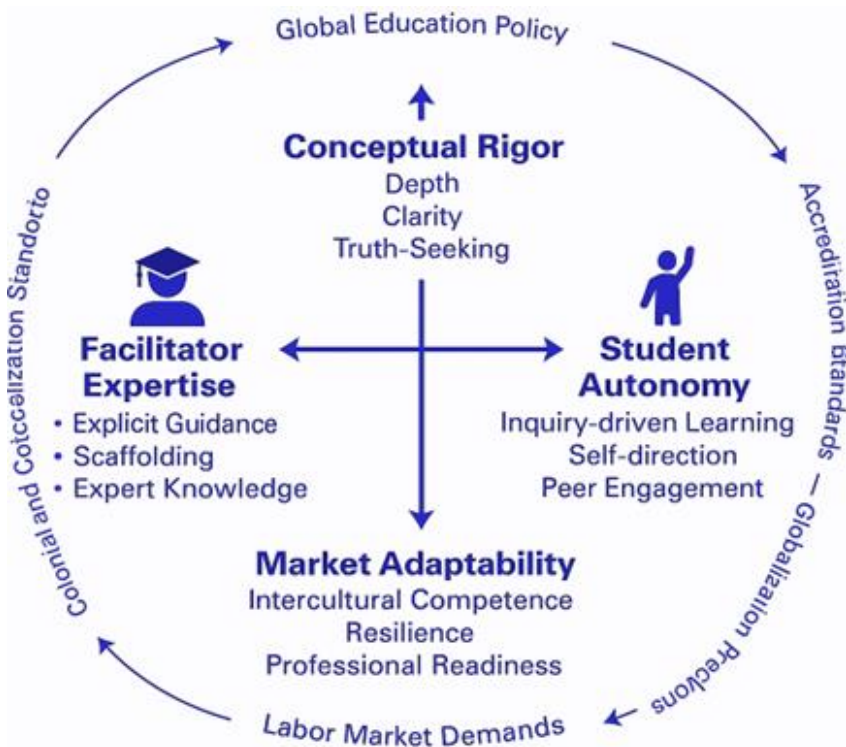 Global Education Policy
Conceptual Rigor
Depth
Clarity
Truth-Seeking
Facilitator
Expertise
• Explicit Guidance
• Scaffolding
• Expert Knowledge
Student
Autonomy
Inquiry-driven Learning
Self-direction
Peer Engagement
Market Adaptability
Intercultural Competence
Resilience
Professional Readiness
Labor Market Demands
Colonial and Standorto
— Globalization